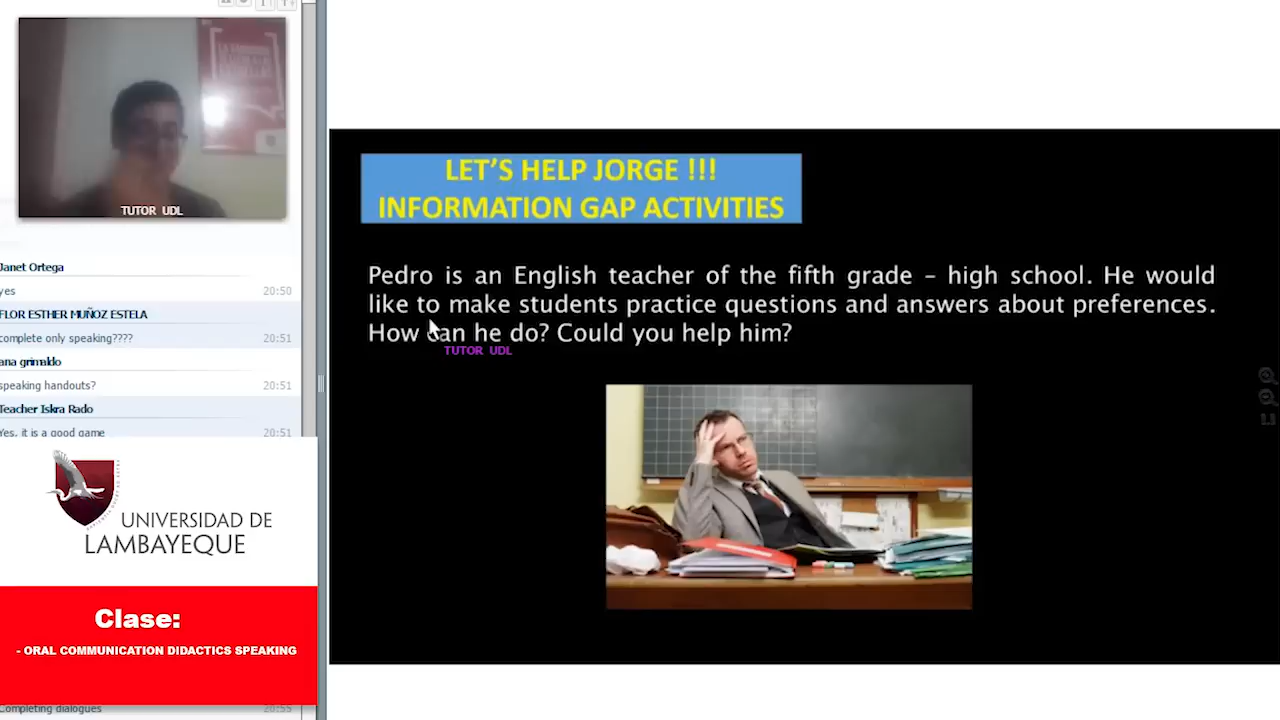 TUTOR UDL
Janet Ortega
yes 20:50
FLOR ESTHER MUÑOZ ESTELA
complete only speaking???? 20:51
ana grimaldo
speaking handouts? 20:51
Teacher Iskra Rado
Yes, it is a good game 20:51
UNIVERSIDAD DE
LAMBAYEQUE
Clase:
- ORAL COMMUNICATION DIDACTICS SPEAKING
Completing dialogues 20:55
LET'S HELP JORGE !!!
INFORMATION GAP ACTIVITIES
Pedro is an English teacher of the fifth grade – high school. He would
like to make students practice questions and answers about preferences.
How can he do? Could you help him?
TUTOR UDL